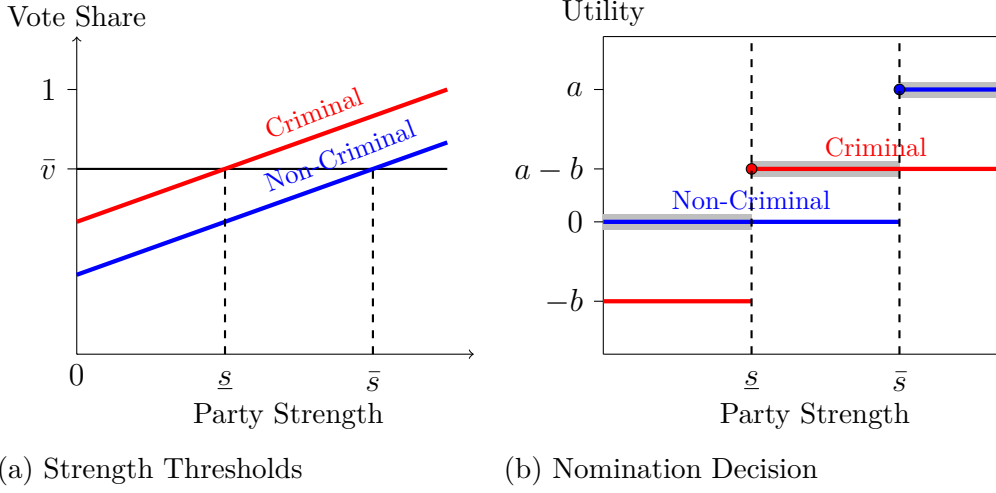 Vote Share
1
v̄
Criminal
Non-Criminal
0
s̲
s̄
Party Strength
(a) Strength Thresholds
Utility
a
a − b
0
−b
Criminal
Non-Criminal
s̲
s̄
Party Strength
(b) Nomination Decision